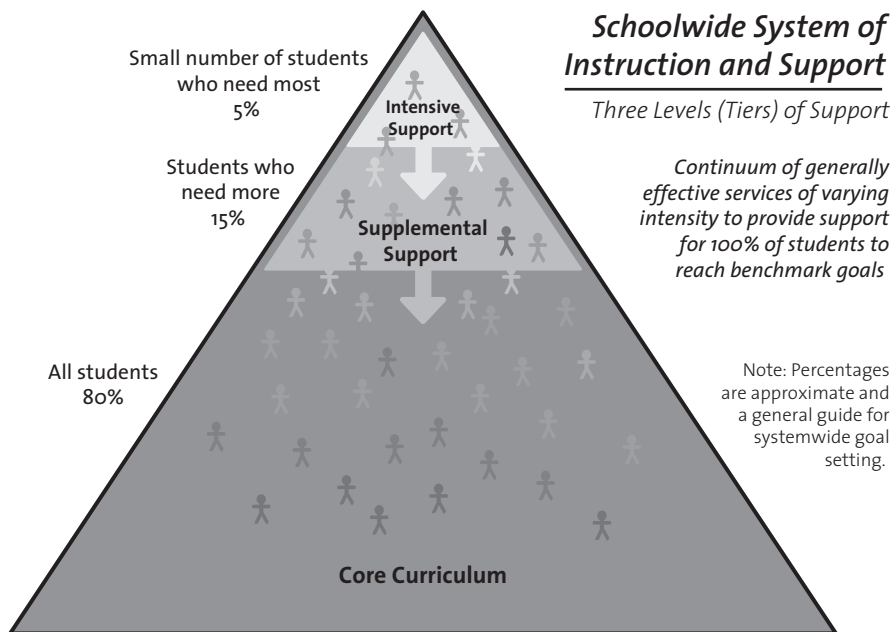 Schoolwide System of
Instruction and Support
Three Levels (Tiers) of Support
Continuum of generally
effective services of varying
intensity to provide support
for 100% of students to
reach benchmark goals
Note: Percentages
are approximate and
a general guide for
systemwide goal
setting.
Small number of students
who need most
5%
Intensive
Support
Students who
need more
15%
Supplemental
Support
All students
80%
Core Curriculum